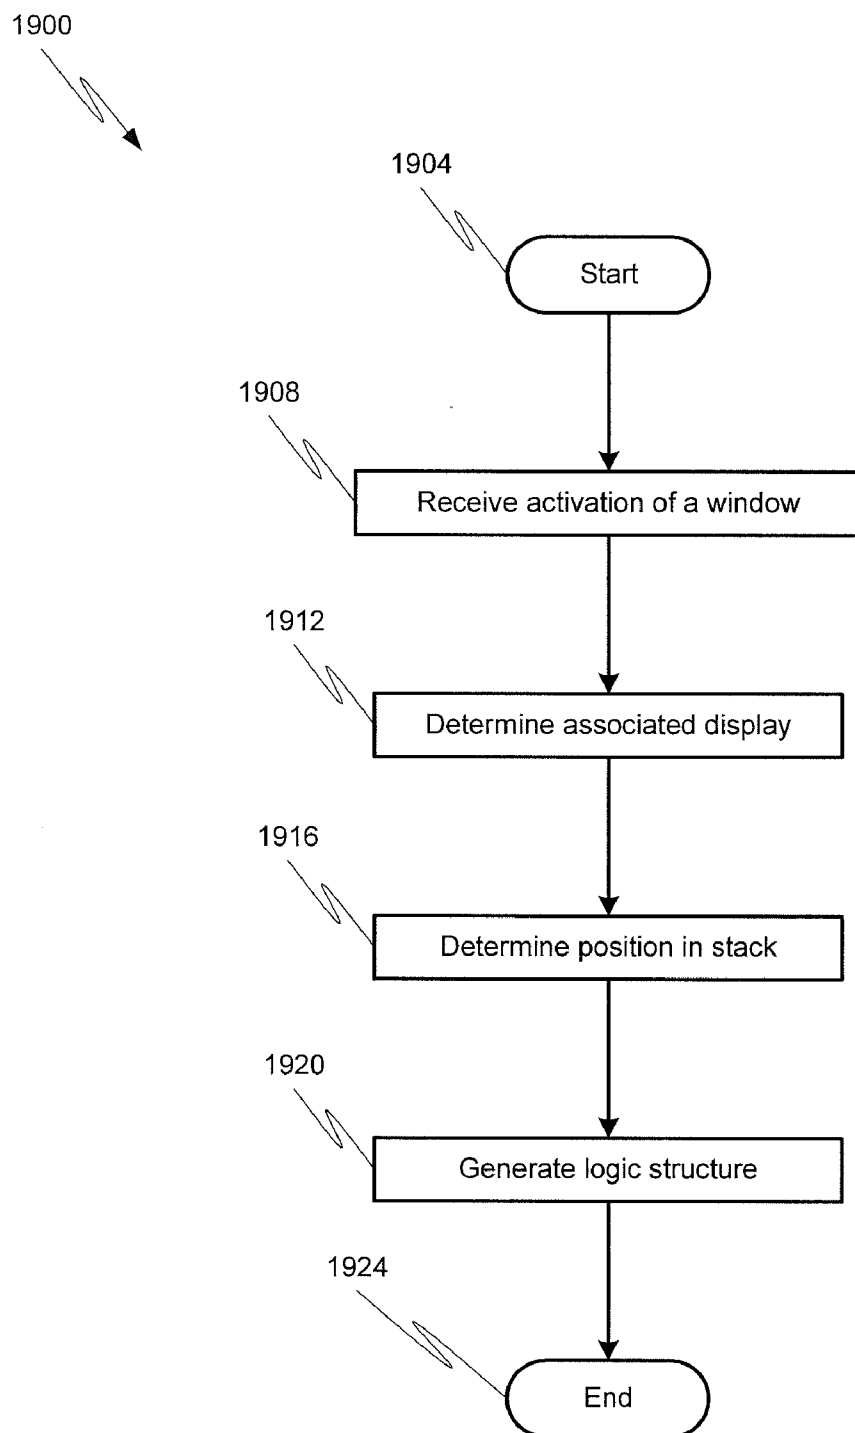 1900
1904
Start
1908
Receive activation of a window
1912
Determine associated display
1916
Determine position in stack
1920
Generate logic structure
1924
End